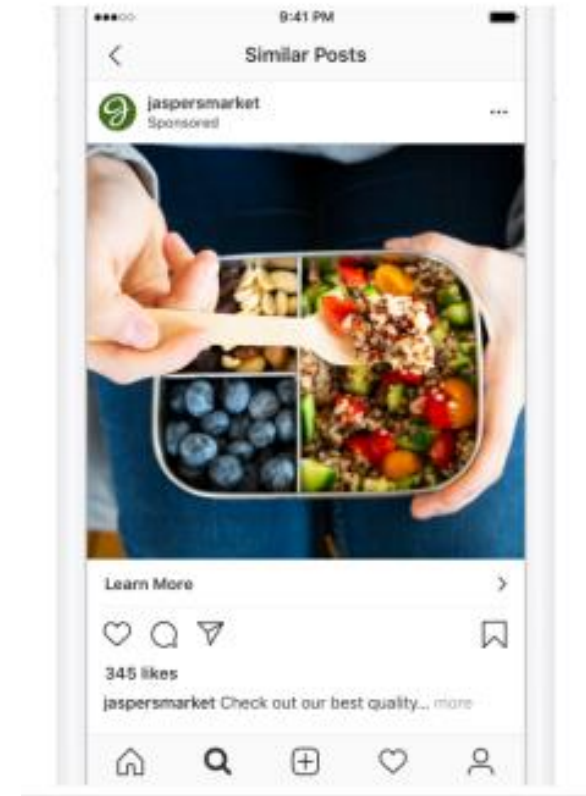 9:41 PM
Similar Posts
jaspersmarket
Sponsored
Learn More
345 likes
jaspersmarket Check out our best quality... more